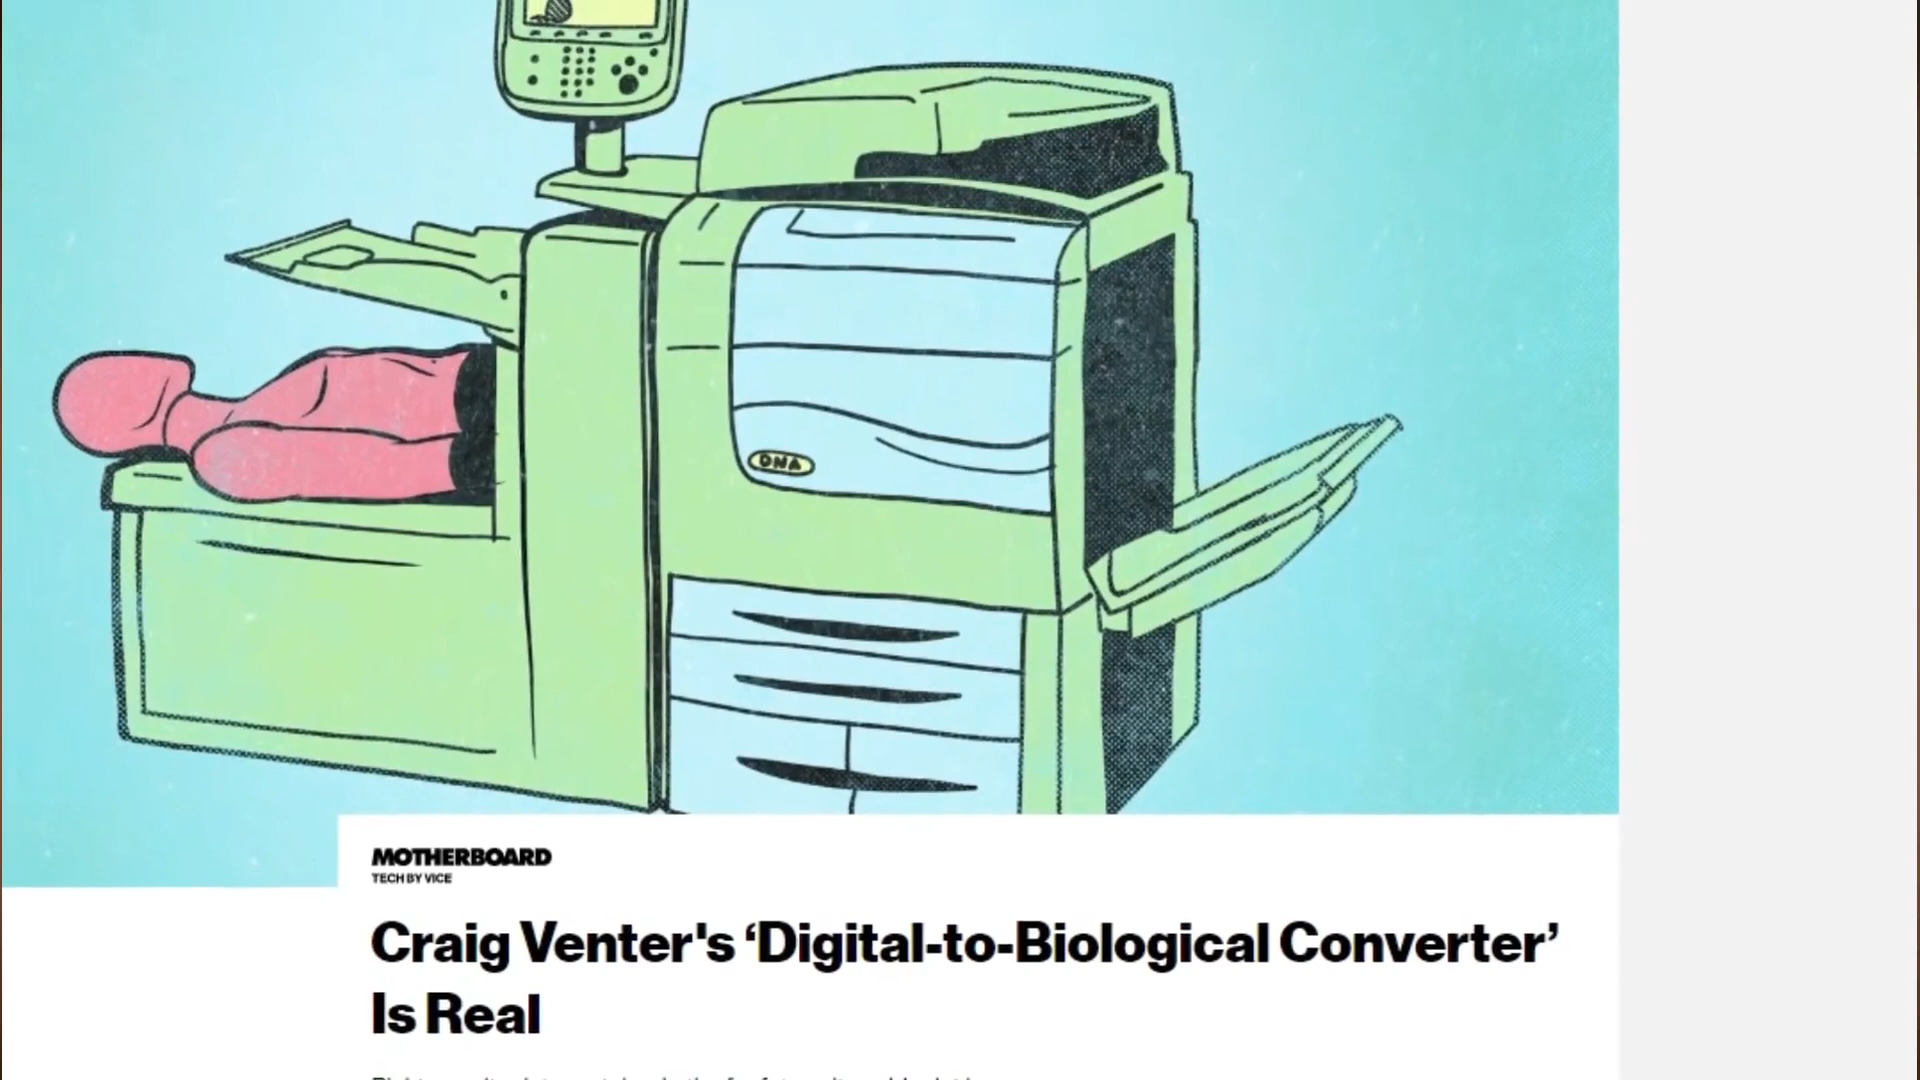 DNA
MOTHERBOARD
TECH BY VICE
Craig Venter's ‘Digital-to-Biological Converter’
Is Real